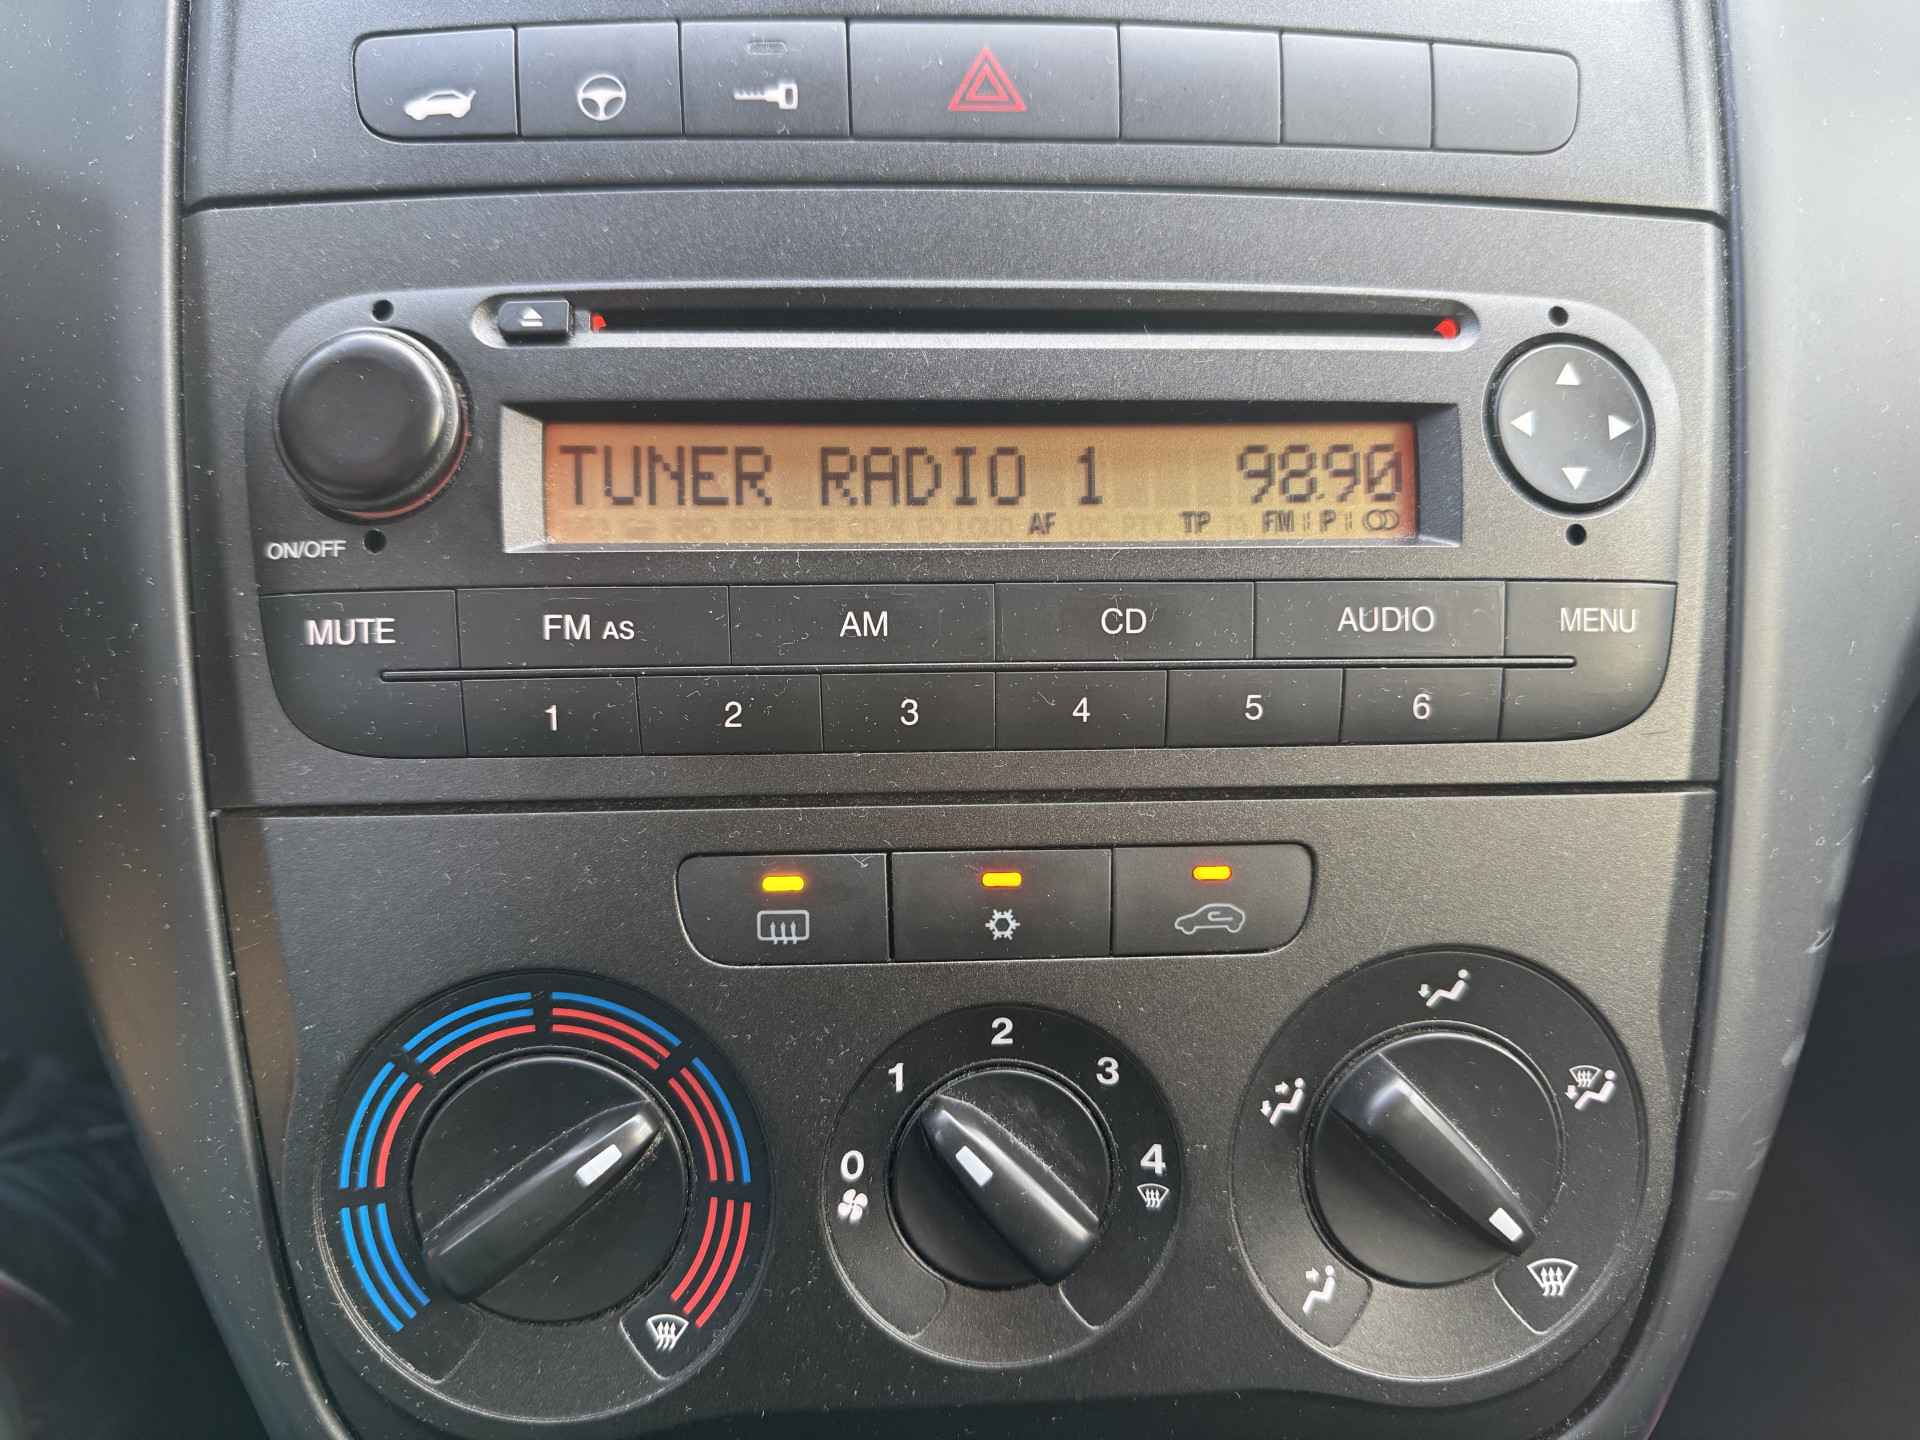 TUNER RADIO 1 98.90
AF TP FM P
ON/OFF
MUTE FM AS AM CD AUDIO MENU
1 2 3 4 5 6
0 1 2 3 4